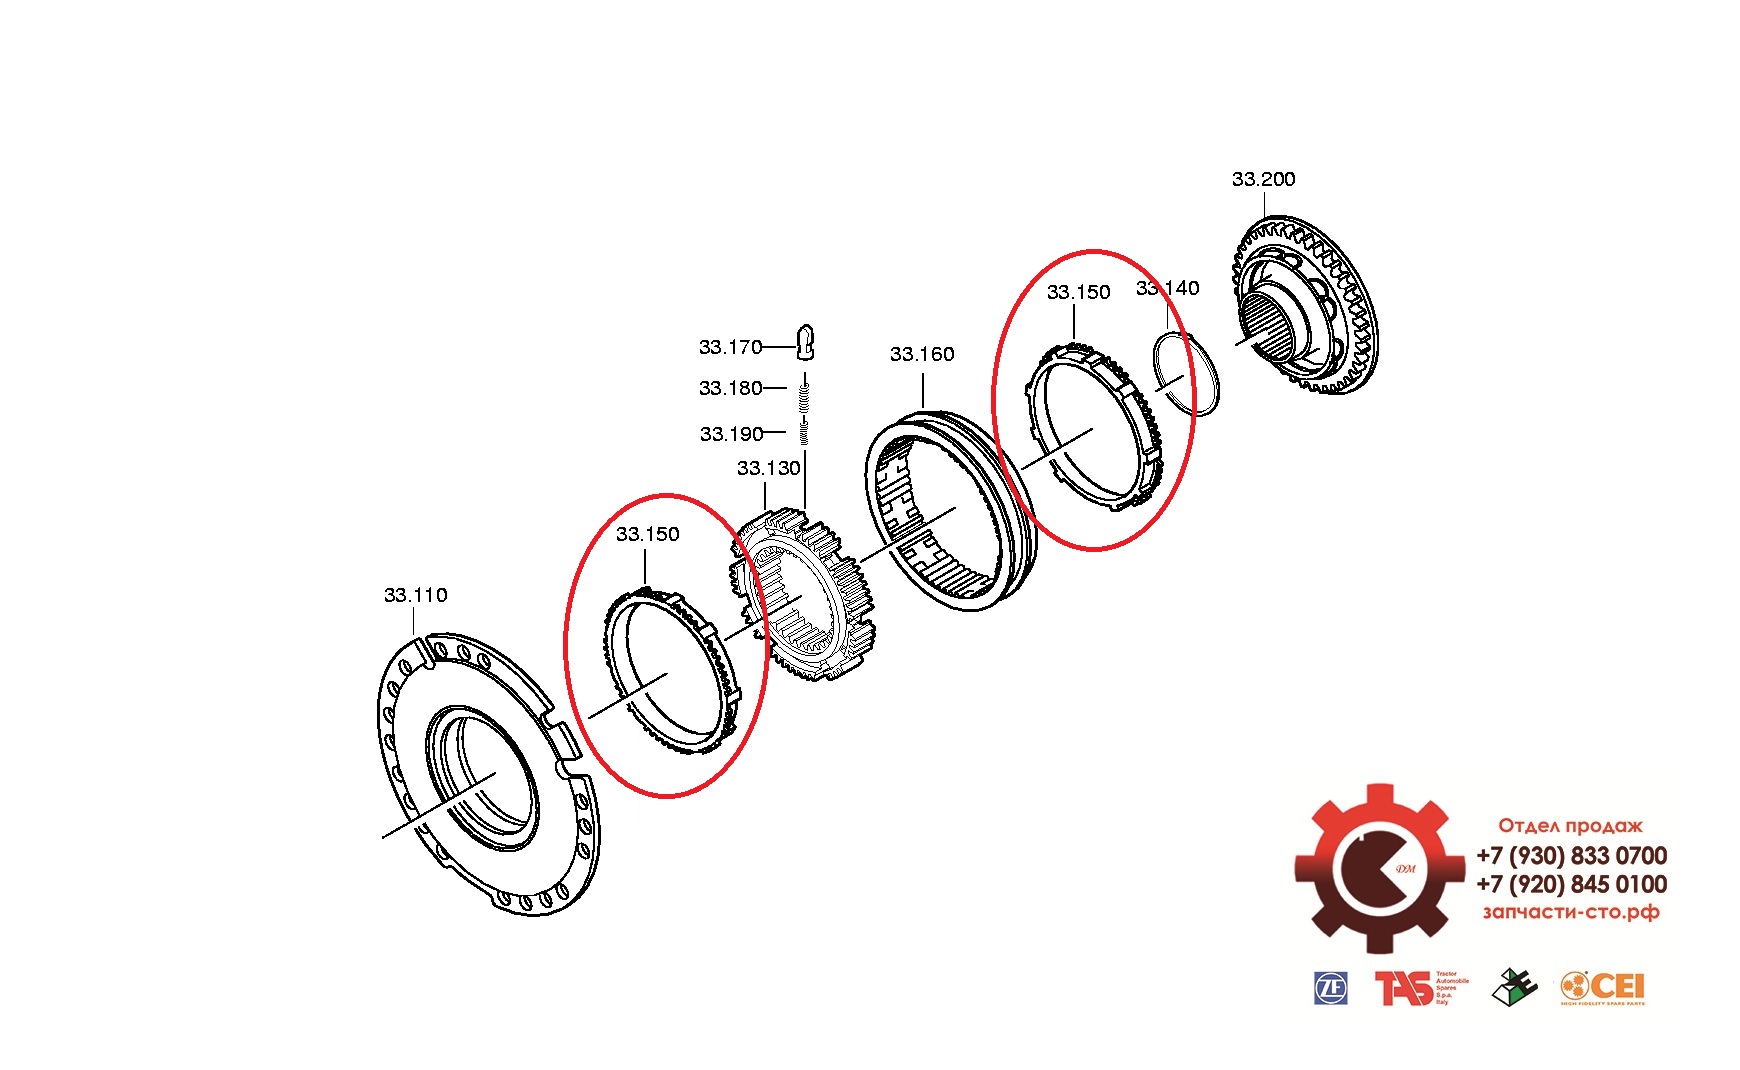 33.200
33.150
33.140
33.170
33.160
33.180
33.190
33.130
33.150
33.110
Отдел продаж
+7 (930) 833 0700
+7 (920) 845 0100
запчасти-сто.рф
DM
ZF
TAS
Tractor
Automobile
Spares
S.p.a.
Italy
CEI
HIGH FIDELITY SPARE PARTS